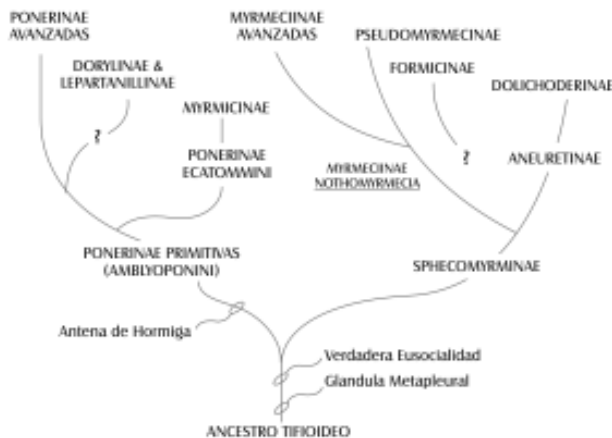 PONERINAE
AVANZADAS
MYRMECIINAE
AVANZADAS
PSEUDOMYRMECINAE
DORYLINAE &
LEPARTANILLINAE
FORMICINAE
DOLICHODERINAE
MYRMICINAE
?
PONERINAE
ECATOMMINI
MYRMECIINAE
NOTHOMYRMECIA
?
ANEURETINAE
PONERINAE PRIMITIVAS
(AMBLYOPONINI)
SPHECOMYRMINAE
Antena de Hormiga
Verdadera Eusocialidad
Glandula Metapleural
ANCESTRO TIFIOIDEO